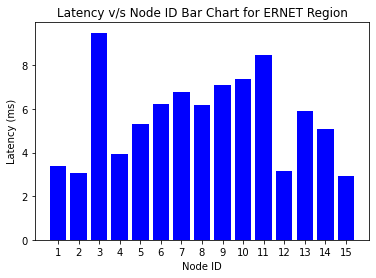 Latency v/s Node ID Bar Chart for ERNET Region
Latency (ms)
8
6
4
2
0
1 2 3 4 5 6 7 8 9 10 11 12 13 14 15
Node ID